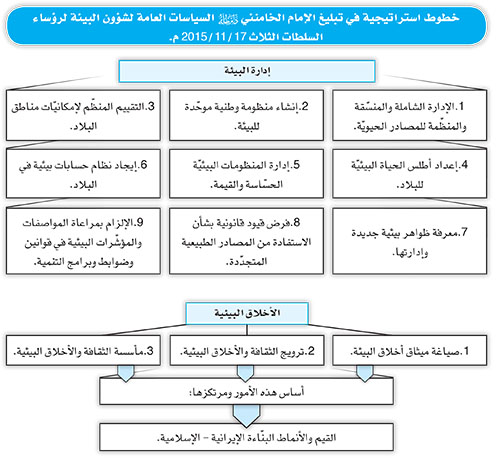 خطوط استراتيجية في تبليغ الإمام الخامنئي السياسات العامة لشؤون البيئة لرؤساء
السلطات الثلاث 2015/11/17 م.
إدارة البيئة
1.الإدارة الشاملة والمنسّقة
والمنظّمة للمصادر الحيويّة.
2.إنشاء منظومة وطنية موحّدة
للبيئة.
3.التقييم المنظّم لإمكانيّات مناطق
البلاد.
4.إعداد أطلس الحياة البيئيّة
للبلاد.
5.إدارة المنظومات البيئيّة
الحسّاسة والقيمة.
6.إيجاد نظام حسابات بيئية في
البلاد.
7.معرفة ظواهر بيئية جديدة
وإدارتها.
8.فرض قيود قانونية بشأن
الاستفادة من المصادر الطبيعية
المتجدّدة.
9.الإلزام بمراعاة المواصفات
والمؤشّرات البيئية في قوانين
وضوابط وبرامج التنمية.
الأخلاق البيئية
1.صياغة ميثاق أخلاق البيئة.
2.ترويج الثقافة والأخلاق البيئية.
3.مأسسة الثقافة والأخلاق البيئية.
أساس هذه الأمور ومرتكزها:
القيم والأنماط البنّاءة الإيرانية - الإسلامية.